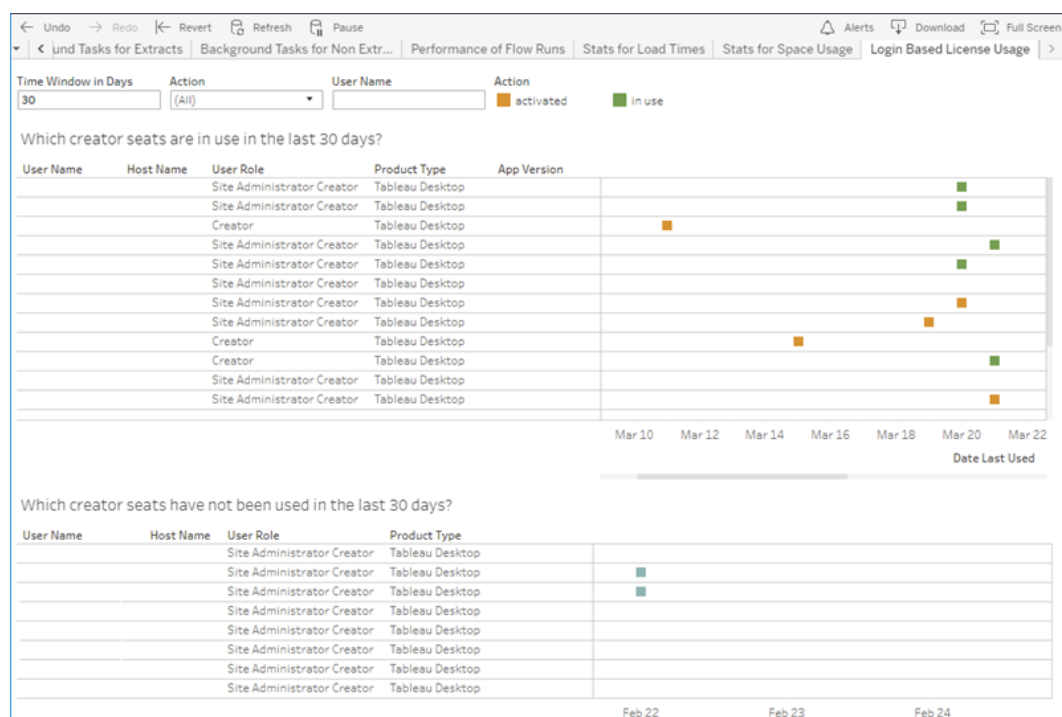 Undo Redo Revert Refresh Pause Alerts Download Full Screen
und Tasks for Extracts Background Tasks for Non Extr... Performance of Flow Runs Stats for Load Times Stats for Space Usage Login Based License Usage
Time Window in Days Action User Name Action
30 (All) activated in use
Which creator seats are in use in the last 30 days?
User Name Host Name User Role Product Type App Version
Site Administrator Creator Tableau Desktop
Site Administrator Creator Tableau Desktop
Creator Tableau Desktop
Site Administrator Creator Tableau Desktop
Site Administrator Creator Tableau Desktop
Site Administrator Creator Tableau Desktop
Site Administrator Creator Tableau Desktop
Site Administrator Creator Tableau Desktop
Creator Tableau Desktop
Creator Tableau Desktop
Site Administrator Creator Tableau Desktop
Site Administrator Creator Tableau Desktop
Mar 10 Mar 12 Mar 14 Mar 16 Mar 18 Mar 20 Mar 22
Date Last Used
Which creator seats have not been used in the last 30 days?
User Name Host Name User Role Product Type
Site Administrator Creator Tableau Desktop
Site Administrator Creator Tableau Desktop
Site Administrator Creator Tableau Desktop
Site Administrator Creator Tableau Desktop
Site Administrator Creator Tableau Desktop
Site Administrator Creator Tableau Desktop
Site Administrator Creator Tableau Desktop
Site Administrator Creator Tableau Desktop
Feb 22 Feb 23 Feb 24